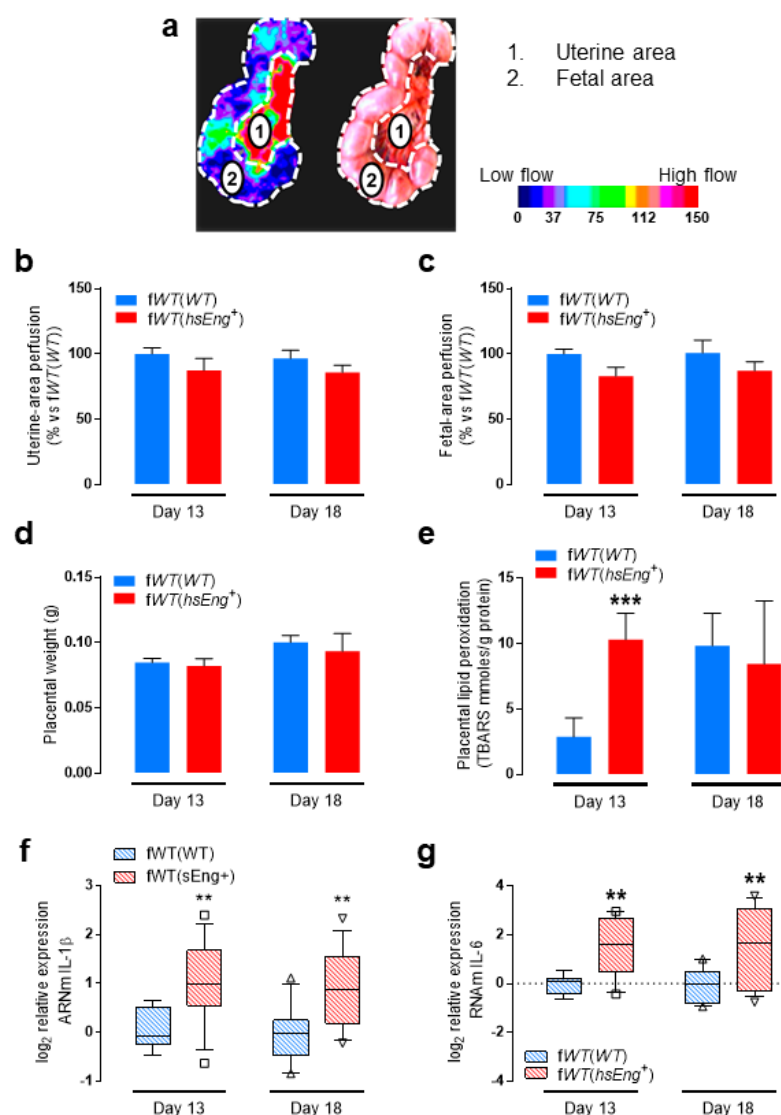 a
1. Uterine area
2. Fetal area
1
2
1
2
Low flow High flow
0 37 75 112 150
b
fWT(WT)
fWT(hsEng+)
Uterine-area perfusion
(% vs fWT(WT))
150
100
50
0
Day 13 Day 18
c
fWT(WT)
fWT(hsEng+)
Fetal-area perfusion
(% vs fWT(WT))
150
100
50
0
Day 13 Day 18
d
fWT(WT)
fWT(hsEng+)
Placental weight (g)
0.15
0.10
0.05
0.00
Day 13 Day 18
e
fWT(WT)
fWT(hsEng+)
Placental lipid peroxidation
(TBARS mmoles/g protein)
15
10
5
0
***
Day 13 Day 18
f
fWT(WT)
fWT(sEng+)
log2 relative expression
ARNm IL-1β
3
2
1
0
-1
** **
Day 13 Day 18
g
log2 relative expression
RNAm IL-6
4
2
0
-2
-4
** **
fWT(WT)
fWT(hsEng+)
Day 13 Day 18